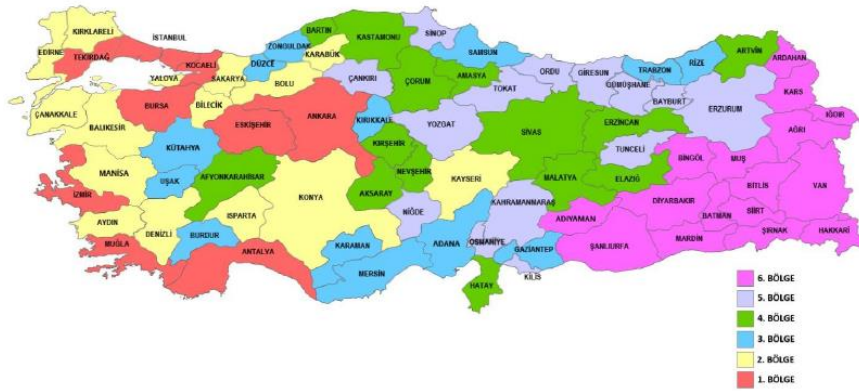 KIRKLARELİ
EDİRNE
TEKİRDAĞ
İSTANBUL
KOCAELİ
YALOVA
SAKARYA
DÜZCE
ZONGULDAK
BARTIN
KARABÜK
KASTAMONU
SİNOP
SAMSUN
ORDU
GİRESUN
TRABZON
RİZE
ARTVİN
ARDAHAN
ÇANAKKALE
BALIKESİR
BURSA
BİLECİK
BOLU
ÇANKIRI
ÇORUM
AMASYA
TOKAT
GÜMÜŞHANE
BAYBURT
ERZURUM
KARS
IĞDIR
AĞRI
KÜTAHYA
ESKİŞEHİR
ANKARA
KIRIKKALE
YOZGAT
SİVAS
ERZİNCAN
TUNCELİ
BİNGÖL
MUŞ
MANİSA
UŞAK
AFYONKARAHİSAR
KIRŞEHİR
NEVŞEHİR
KAYSERİ
MALATYA
ELAZIĞ
BİTLİS
VAN
İZMİR
AYDIN
DENİZLİ
ISPARTA
KONYA
AKSARAY
NİĞDE
KAHRAMANMARAŞ
ADIYAMAN
DİYARBAKIR
BATMAN
SİİRT
ŞIRNAK
HAKKARİ
MUĞLA
BURDUR
ANTALYA
KARAMAN
MERSİN
ADANA
OSMANİYE
GAZİANTEP
KİLİS
ŞANLIURFA
MARDİN
HATAY
6. BÖLGE
5. BÖLGE
4. BÖLGE
3. BÖLGE
2. BÖLGE
1. BÖLGE